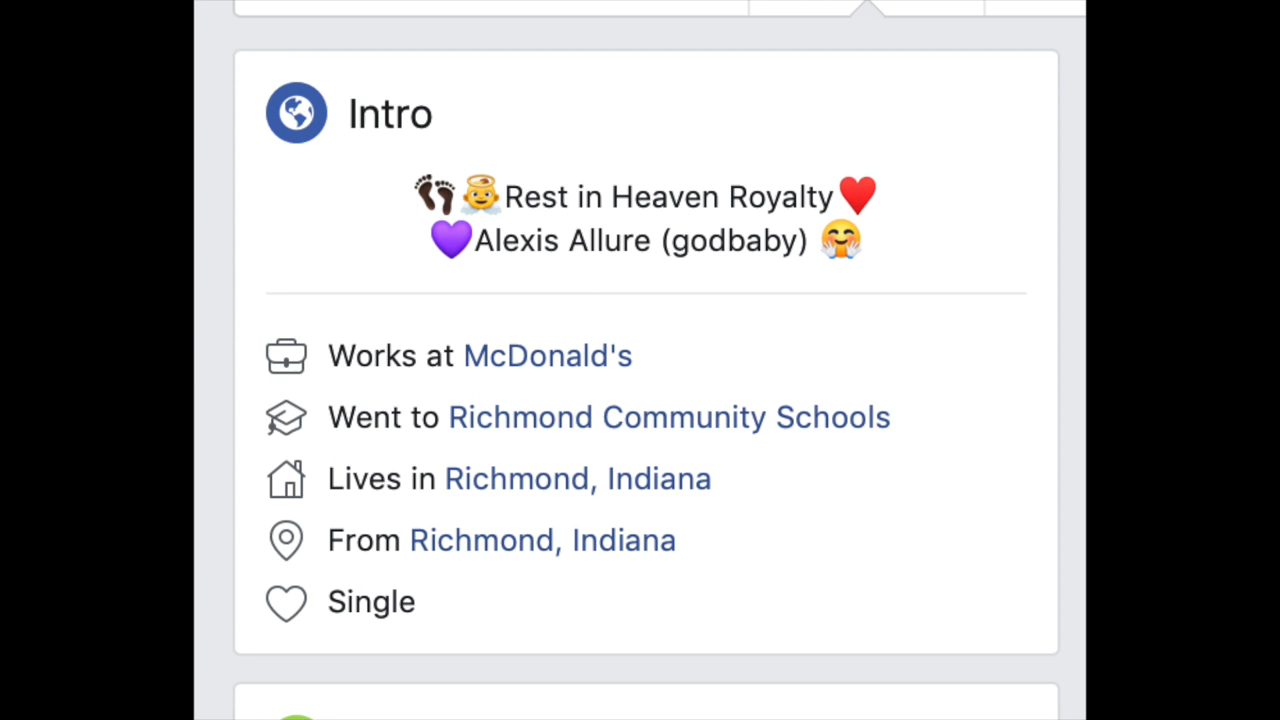 Intro
👣👼Rest in Heaven Royalty❤️
💜Alexis Allure (godbaby) 🤗
Works at McDonald's
Went to Richmond Community Schools
Lives in Richmond, Indiana
From Richmond, Indiana
Single